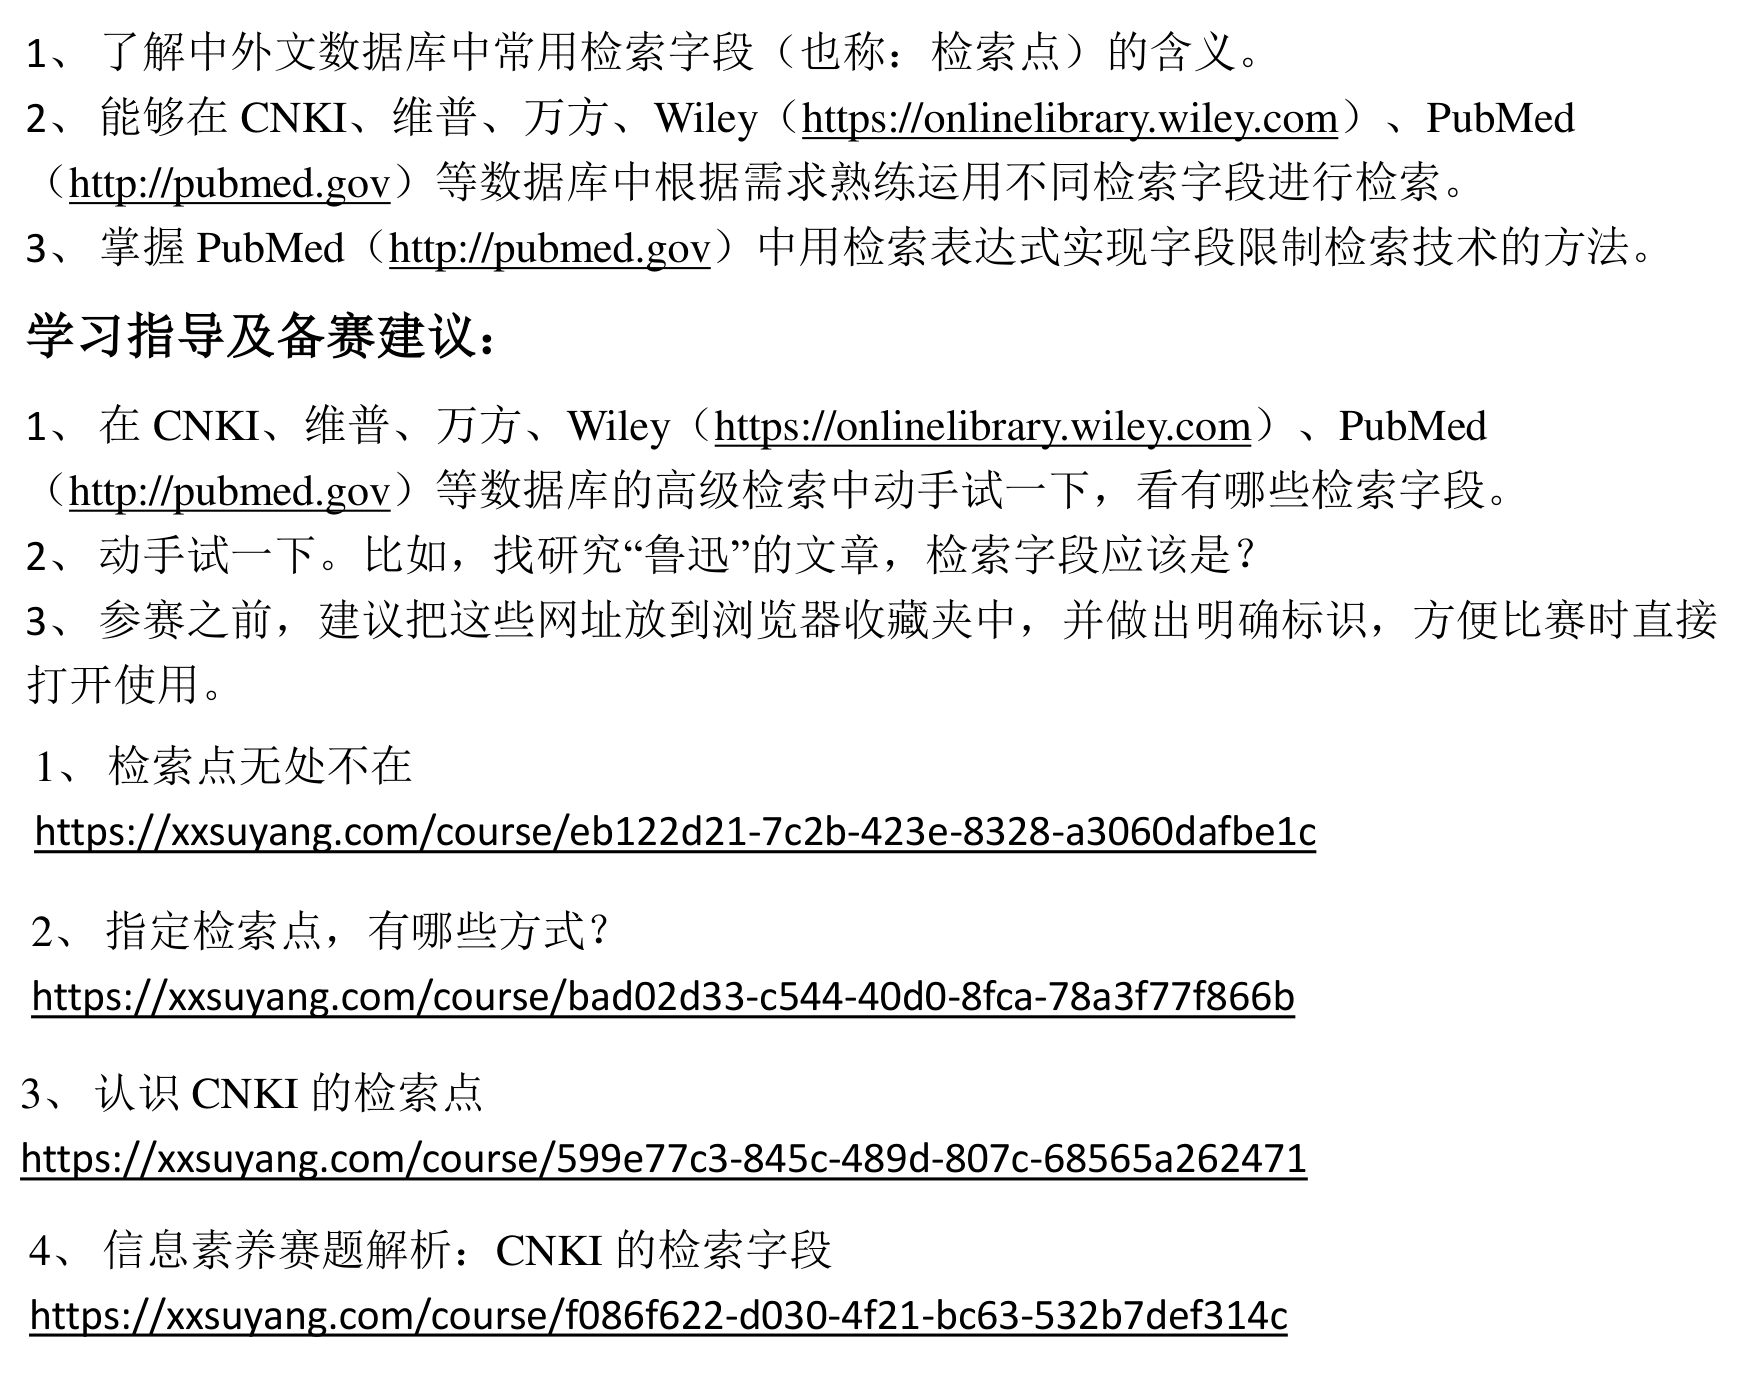 1、 了解中外文数据库中常用检索字段（也称：检索点）的含义。
2、 能够在 CNKI、维普、万方、Wiley（https://onlinelibrary.wiley.com）、PubMed
（http://pubmed.gov）等数据库中根据需求熟练运用不同检索字段进行检索。
3、 掌握 PubMed（http://pubmed.gov）中用检索表达式实现字段限制检索技术的方法。
学习指导及备赛建议：
1、 在 CNKI、维普、万方、Wiley（https://onlinelibrary.wiley.com）、PubMed
（http://pubmed.gov）等数据库的高级检索中动手试一下，看有哪些检索字段。
2、 动手试一下。比如，找研究“鲁迅”的文章，检索字段应该是？
3、 参赛之前，建议把这些网址放到浏览器收藏夹中，并做出明确标识，方便比赛时直接
打开使用。
1、 检索点无处不在
https://xxsuyang.com/course/eb122d21-7c2b-423e-8328-a3060dafbe1c
2、 指定检索点，有哪些方式？
https://xxsuyang.com/course/bad02d33-c544-40d0-8fca-78a3f77f866b
3、 认识 CNKI 的检索点
https://xxsuyang.com/course/599e77c3-845c-489d-807c-68565a262471
4、 信息素养赛题解析：CNKI 的检索字段
https://xxsuyang.com/course/f086f622-d030-4f21-bc63-532b7def314c